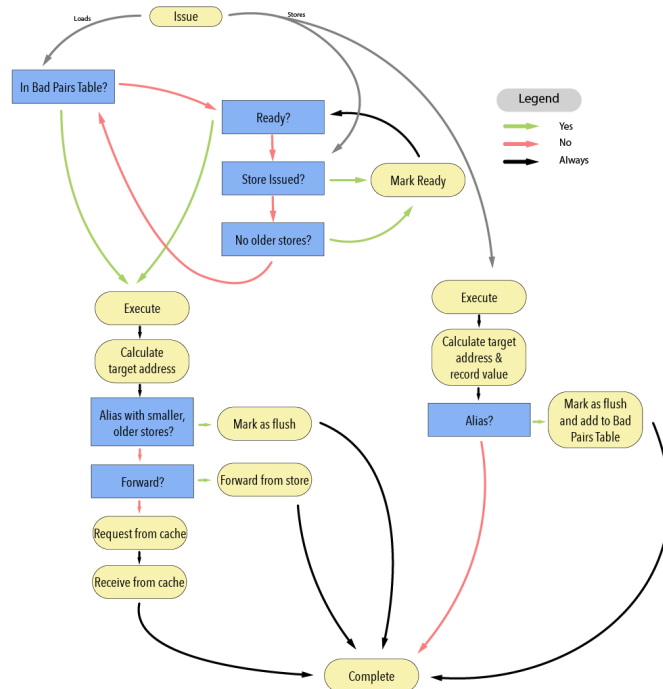 Loads
Issue
Stores
In Bad Pairs Table?
Ready?
Store Issued?
No older stores?
Mark Ready
Legend
Yes
No
Always
Execute
Calculate
target address
Alias with smaller,
older stores?
Mark as flush
Forward?
Forward from store
Request from cache
Receive from cache
Execute
Calculate target
address &
record value
Alias?
Mark as flush
and add to Bad
Pairs Table
Complete